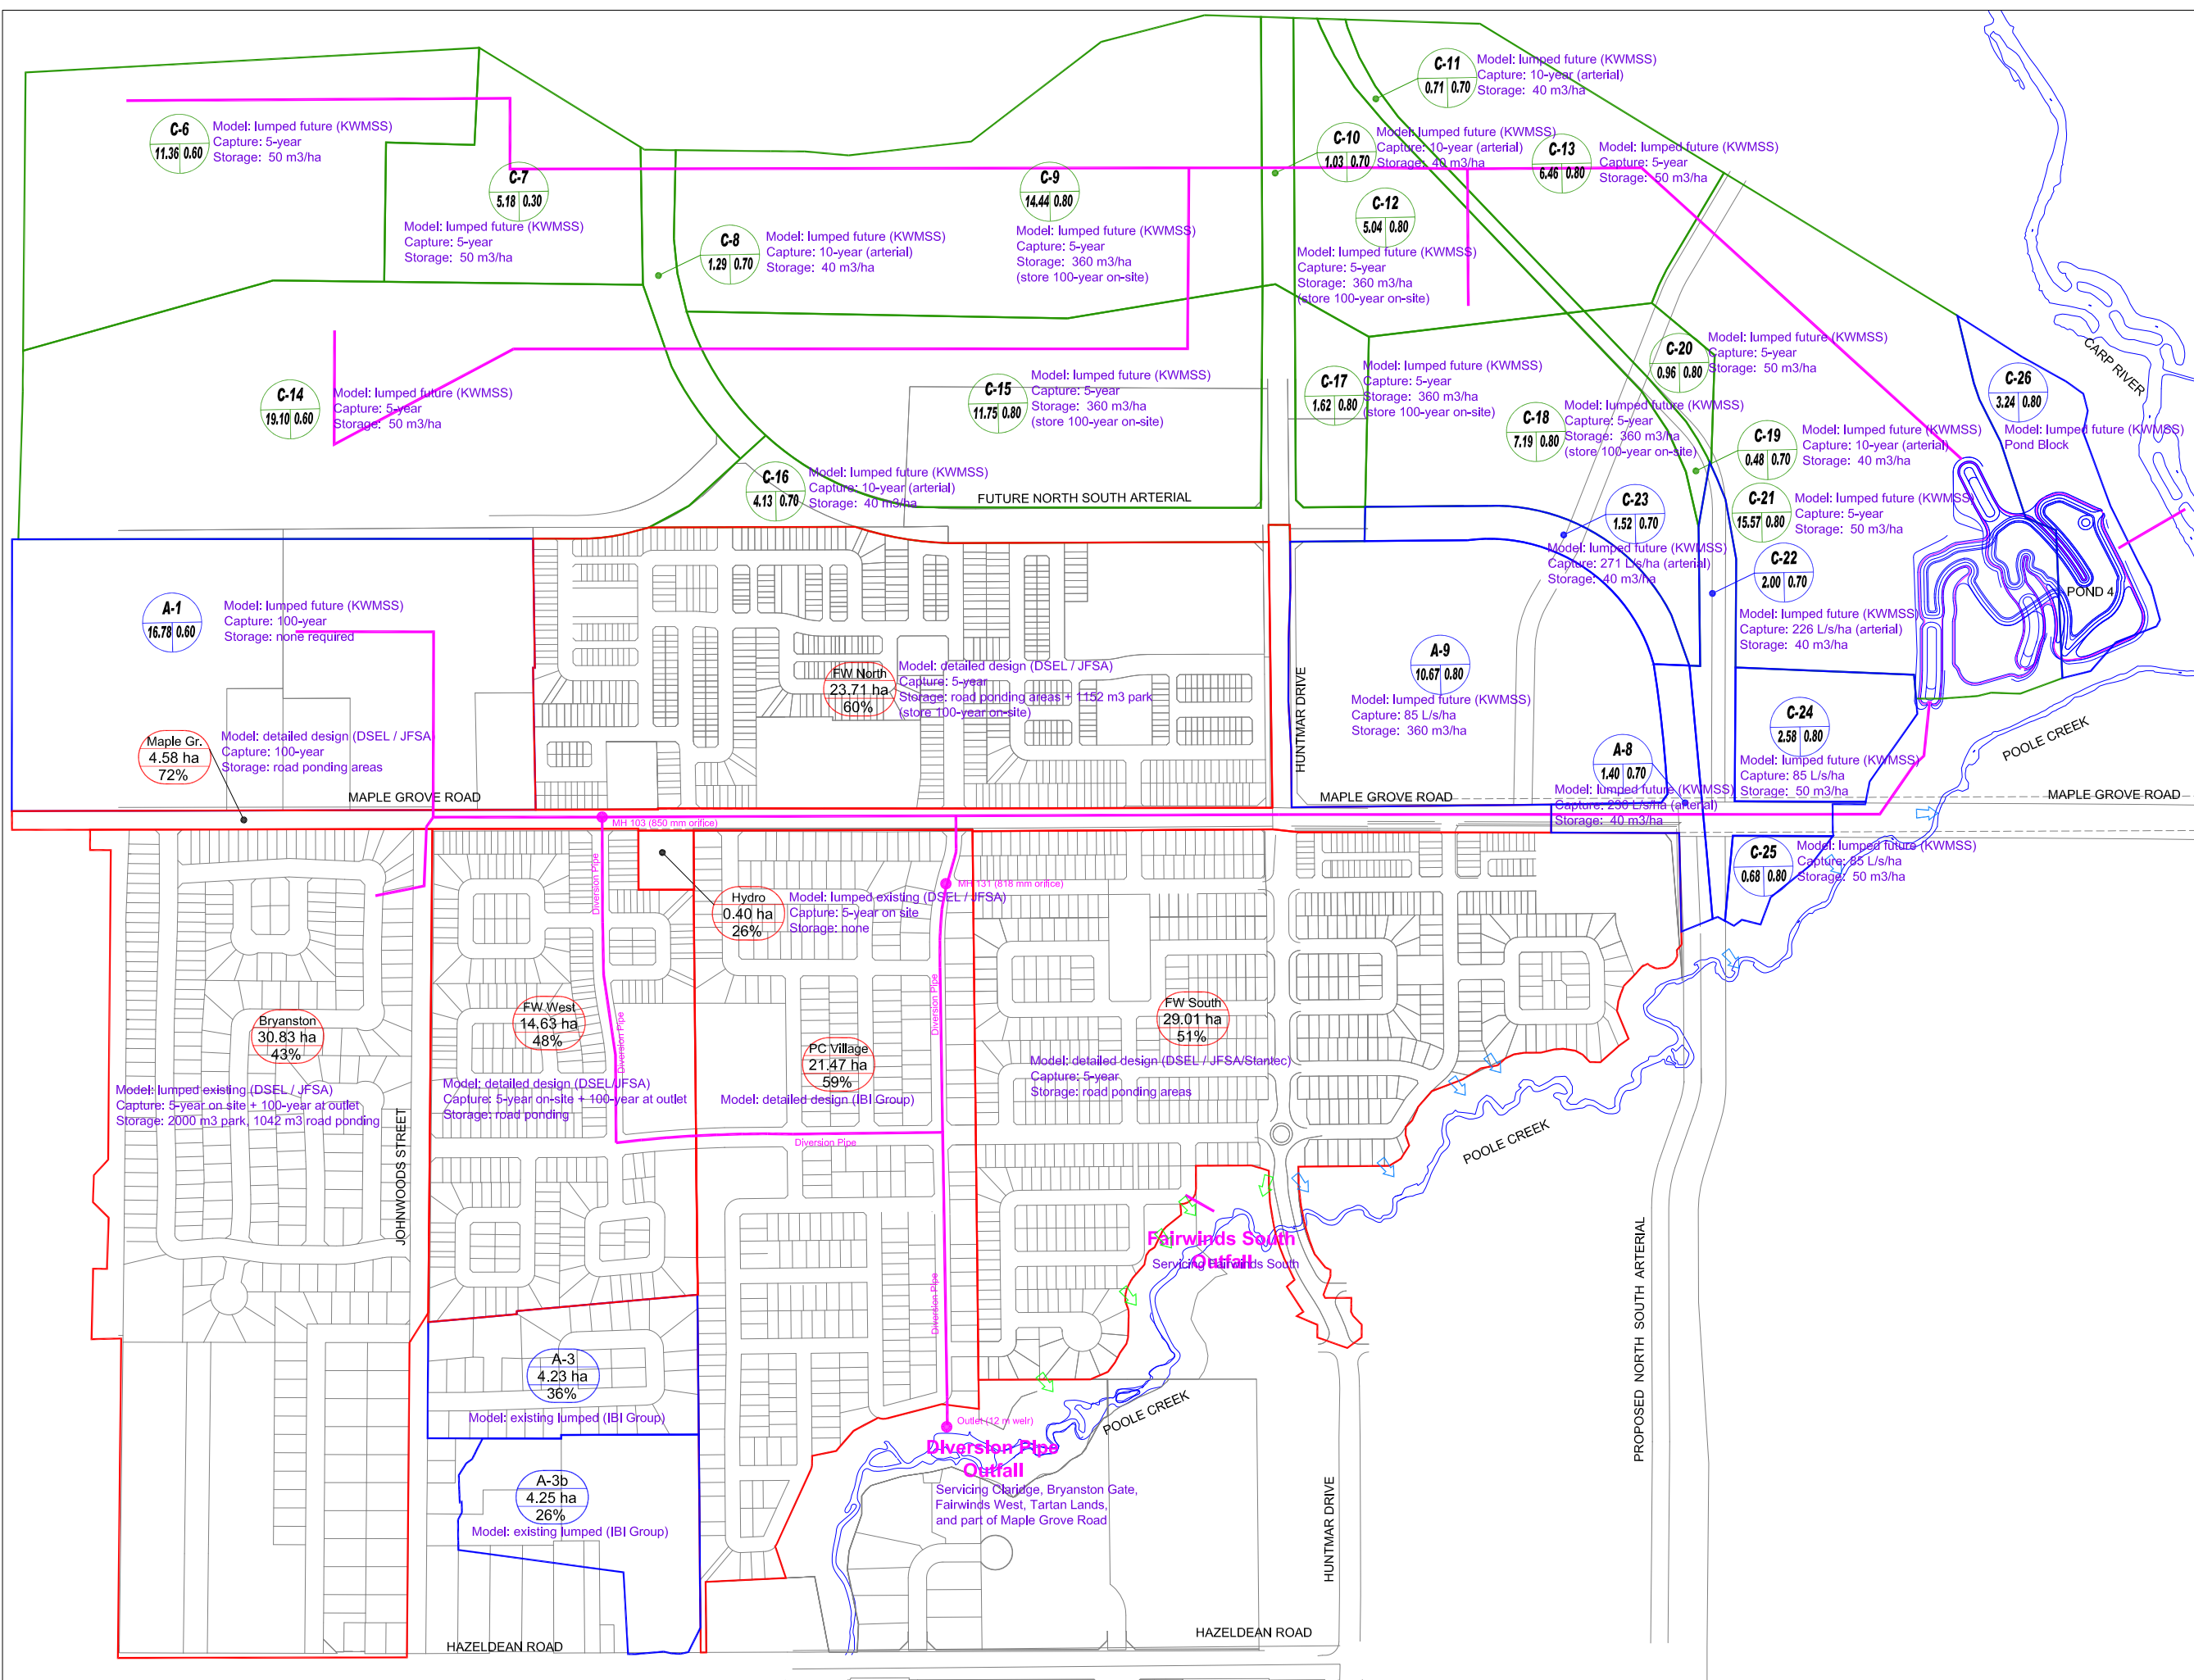 C-11
0.71 0.70
Model: lumped future (KWMSS)
Capture: 10-year (arterial)
Storage: 40 m3/ha
C-6
11.36 0.60
Model: lumped future (KWMSS)
Capture: 5-year
Storage: 50 m3/ha
C-10
1.03 0.70
Model: lumped future (KWMSS)
Capture: 10-year (arterial)
Storage: 40 m3/ha
C-13
6.46 0.80
Model: lumped future (KWMSS)
Capture: 5-year
Storage: 50 m3/ha
C-7
5.18 0.30
Model: lumped future (KWMSS)
Capture: 5-year
Storage: 50 m3/ha
C-8
1.29 0.70
Model: lumped future (KWMSS)
Capture: 10-year (arterial)
Storage: 40 m3/ha
C-9
14.44 0.80
Model: lumped future (KWMSS)
Capture: 5-year
Storage: 360 m3/ha
(store 100-year on-site)
C-12
5.04 0.80
Model: lumped future (KWMSS)
Capture: 5-year
Storage: 360 m3/ha
(store 100-year on-site)
CARP RIVER
C-14
19.10 0.60
Model: lumped future (KWMSS)
Capture: 5-year
Storage: 50 m3/ha
C-15
11.75 0.80
Model: lumped future (KWMSS)
Capture: 5-year
Storage: 360 m3/ha
(store 100-year on-site)
C-17
1.62 0.80
Model: lumped future (KWMSS)
Capture: 5-year
Storage: 360 m3/ha
(store 100-year on-site)
C-20
0.96 0.80
Model: lumped future (KWMSS)
Capture: 5-year
Storage: 50 m3/ha
C-26
3.24 0.80
Model: lumped future (KWMSS)
Pond Block
C-18
7.19 0.80
Model: lumped future (KWMSS)
Capture: 5-year
Storage: 360 m3/ha
(store 100-year on-site)
C-19
0.48 0.70
Model: lumped future (KWMSS)
Capture: 10-year (arterial)
Storage: 40 m3/ha
C-16
4.13 0.70
Model: lumped future (KWMSS)
Capture: 10-year (arterial)
Storage: 40 m3/ha
FUTURE NORTH SOUTH ARTERIAL
C-23
1.52 0.70
Model: lumped future (KWMSS)
Capture: 271 L/s/ha (arterial)
Storage: 40 m3/ha
C-21
15.57 0.80
Model: lumped future (KWMSS)
Capture: 5-year
Storage: 50 m3/ha
C-22
2.00 0.70
Model: lumped future (KWMSS)
Capture: 226 L/s/ha (arterial)
Storage: 40 m3/ha
POND 4
A-1
16.78 0.60
Model: lumped future (KWMSS)
Capture: 100-year
Storage: none required
FW North
23.71 ha
60%
Model: detailed design (DSEL / JFSA)
Capture: 5-year
Storage: road ponding areas + 1152 m3 park
(store 100-year on-site)
HUNTMAR DRIVE
A-9
10.67 0.80
Model: lumped future (KWMSS)
Capture: 85 L/s/ha
Storage: 360 m3/ha
C-24
2.58 0.80
Model: lumped future (KWMSS)
Capture: 85 L/s/ha
Storage: 50 m3/ha
POOLE CREEK
Maple Gr.
4.58 ha
72%
Model: detailed design (DSEL / JFSA)
Capture: 100-year
Storage: road ponding areas
A-8
1.40 0.70
Model: lumped future (KWMSS)
Capture: 230 L/s/ha (arterial)
Storage: 40 m3/ha
MAPLE GROVE ROAD
MAPLE GROVE ROAD
MAPLE GROVE ROAD
MH 103 (850 mm orifice)
C-25
0.68 0.80
Model: lumped future (KWMSS)
Capture: 85 L/s/ha
Storage: 50 m3/ha
Diversion Pipe
MH 131 (818 mm orifice)
Hydro
0.40 ha
26%
Model: lumped existing (DSEL / JFSA)
Capture: 5-year on site
Storage: none
Diversion Pipe
Diversion Pipe
Bryanston
30.83 ha
43%
Model: lumped existing (DSEL / JFSA)
Capture: 5-year on site + 100-year at outlet
Storage: 2000 m3 park, 1042 m3 road ponding
FW West
14.63 ha
48%
Model: detailed design (DSEL/JFSA)
Capture: 5-year on-site + 100-year at outlet
Storage: road ponding
PC Village
21.47 ha
59%
Model: detailed design (IBI Group)
FW South
29.01 ha
51%
Model: detailed design (DSEL / JFSA/Stantec)
Capture: 5-year
Storage: road ponding areas
JOHNWOODS STREET
Diversion Pipe
POOLE CREEK
Fairwinds South
Outfall
Servicing Fairwinds South
Diversion Pipe
PROPOSED NORTH SOUTH ARTERIAL
A-3
4.23 ha
36%
Model: existing lumped (IBI Group)
POOLE CREEK
Outlet (12 m weir)
Diversion Pipe
Outfall
Servicing Claridge, Bryanston Gate,
Fairwinds West, Tartan Lands,
and part of Maple Grove Road
A-3b
4.25 ha
26%
Model: existing lumped (IBI Group)
HUNTMAR DRIVE
HAZELDEAN ROAD
HAZELDEAN ROAD